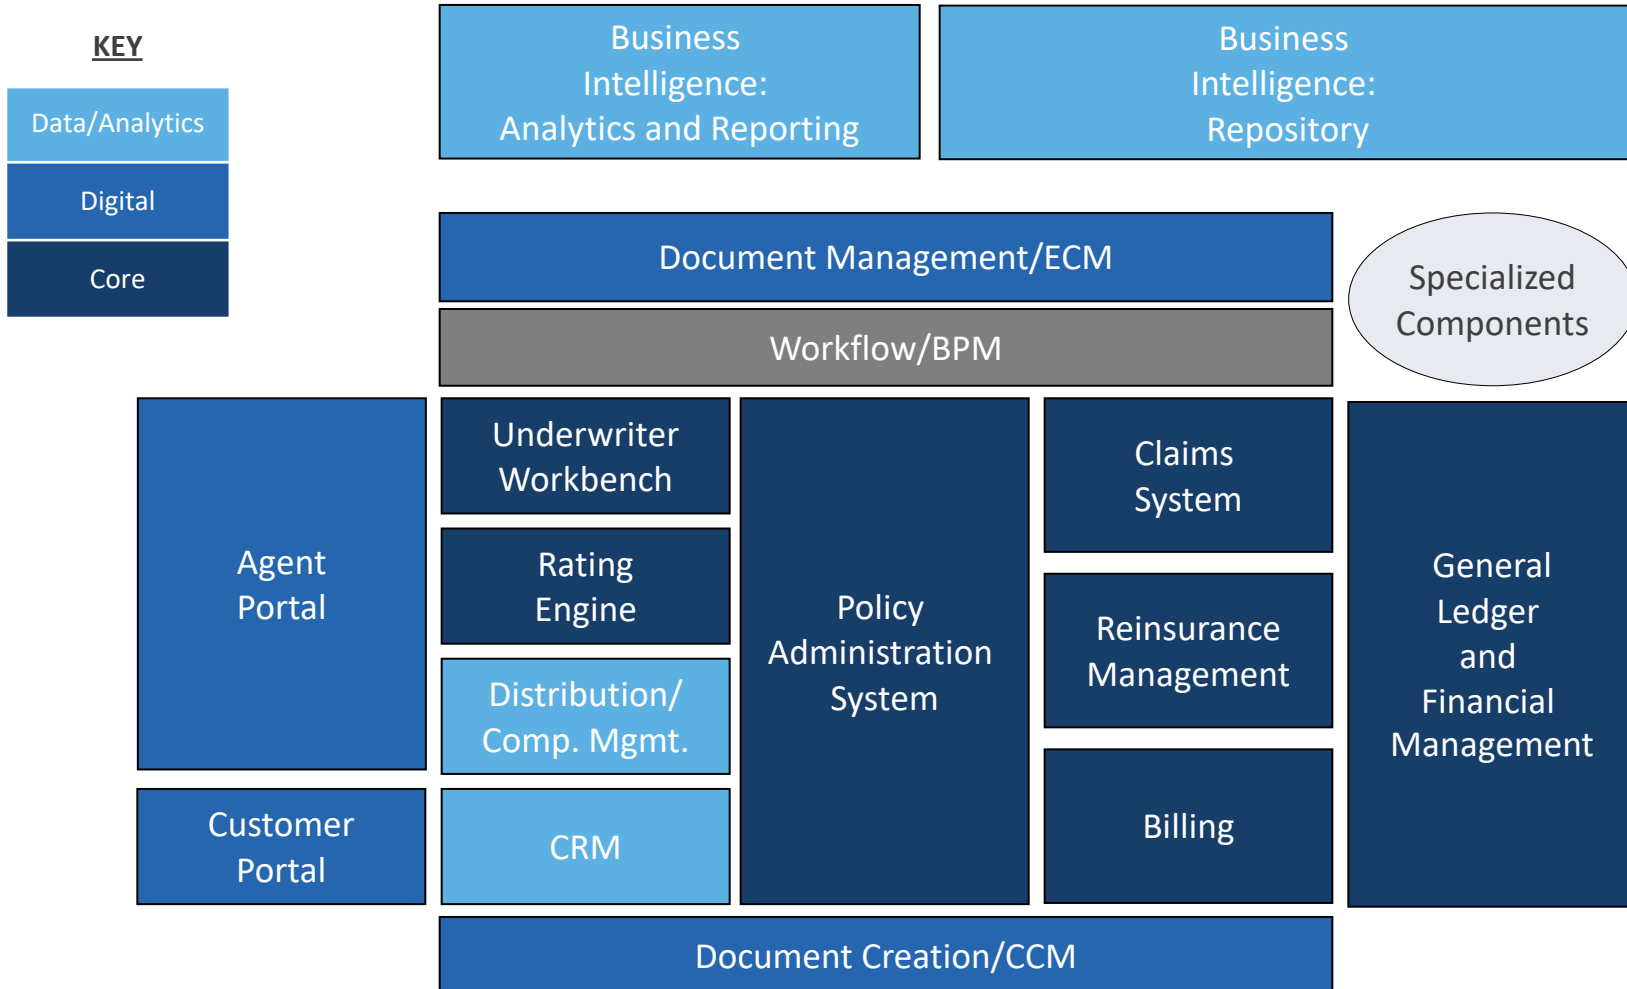 KEY
Data/Analytics
Digital
Core
Business
Intelligence:
Analytics and Reporting
Business
Intelligence:
Repository
Document Management/ECM
Specialized
Components
Workflow/BPM
Agent
Portal
Customer
Portal
Underwriter
Workbench
Rating
Engine
Distribution/
Comp. Mgmt.
CRM
Policy
Administration
System
Claims
System
Reinsurance
Management
Billing
General
Ledger
and
Financial
Management
Document Creation/CCM